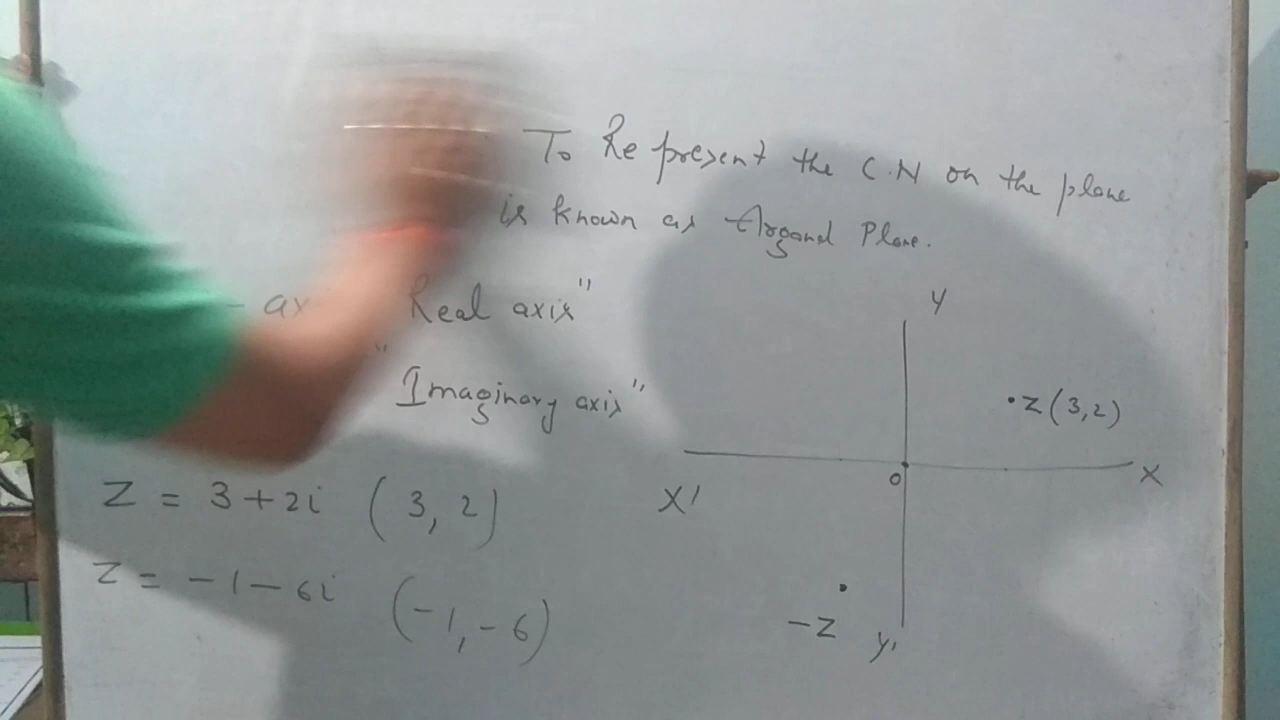 To Represent the C.N on the plane
is known as Argand Plane.
- ax Real axis"
"Imaginary axis"
Z = 3+2i (3,2)
Z = -1-6i (-1,-6)
Y
.Z(3,2)
X' O X
-Z
Y'